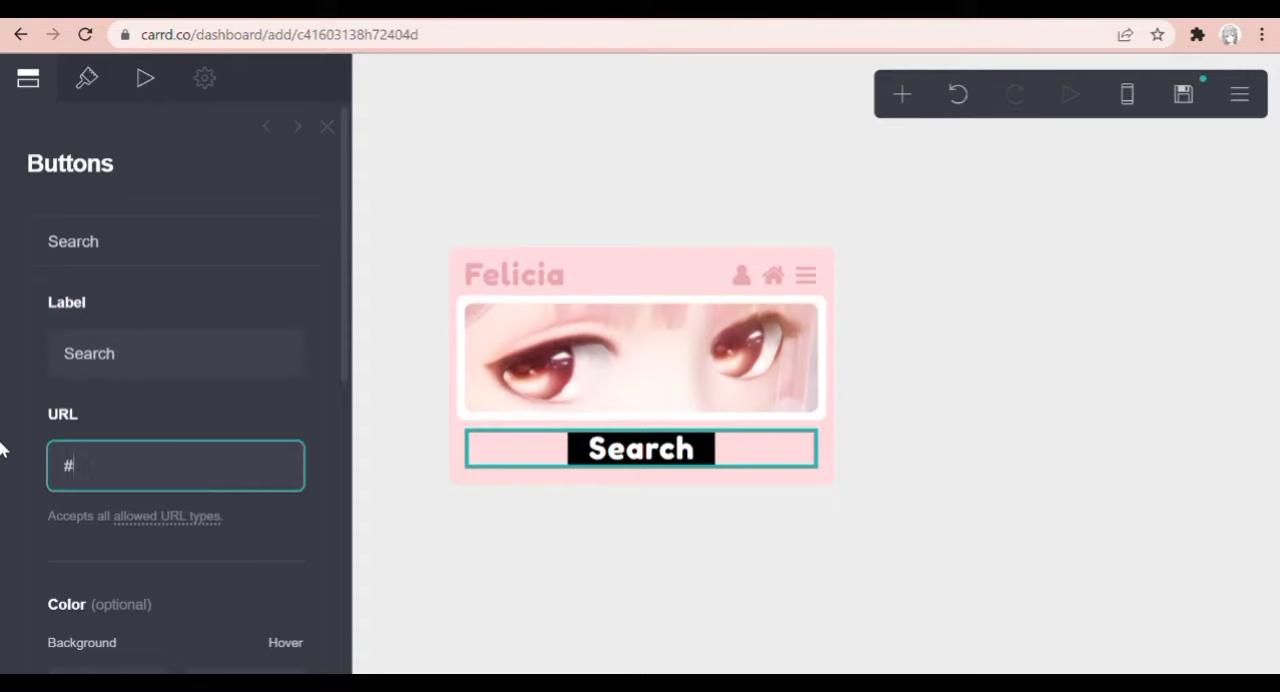 carrd.co/dashboard/add/c41603138h72404d
Buttons
Search
Label
Search
URL
#
Accepts all allowed URL types.
Color (optional)
Background Hover
Felicia
Search